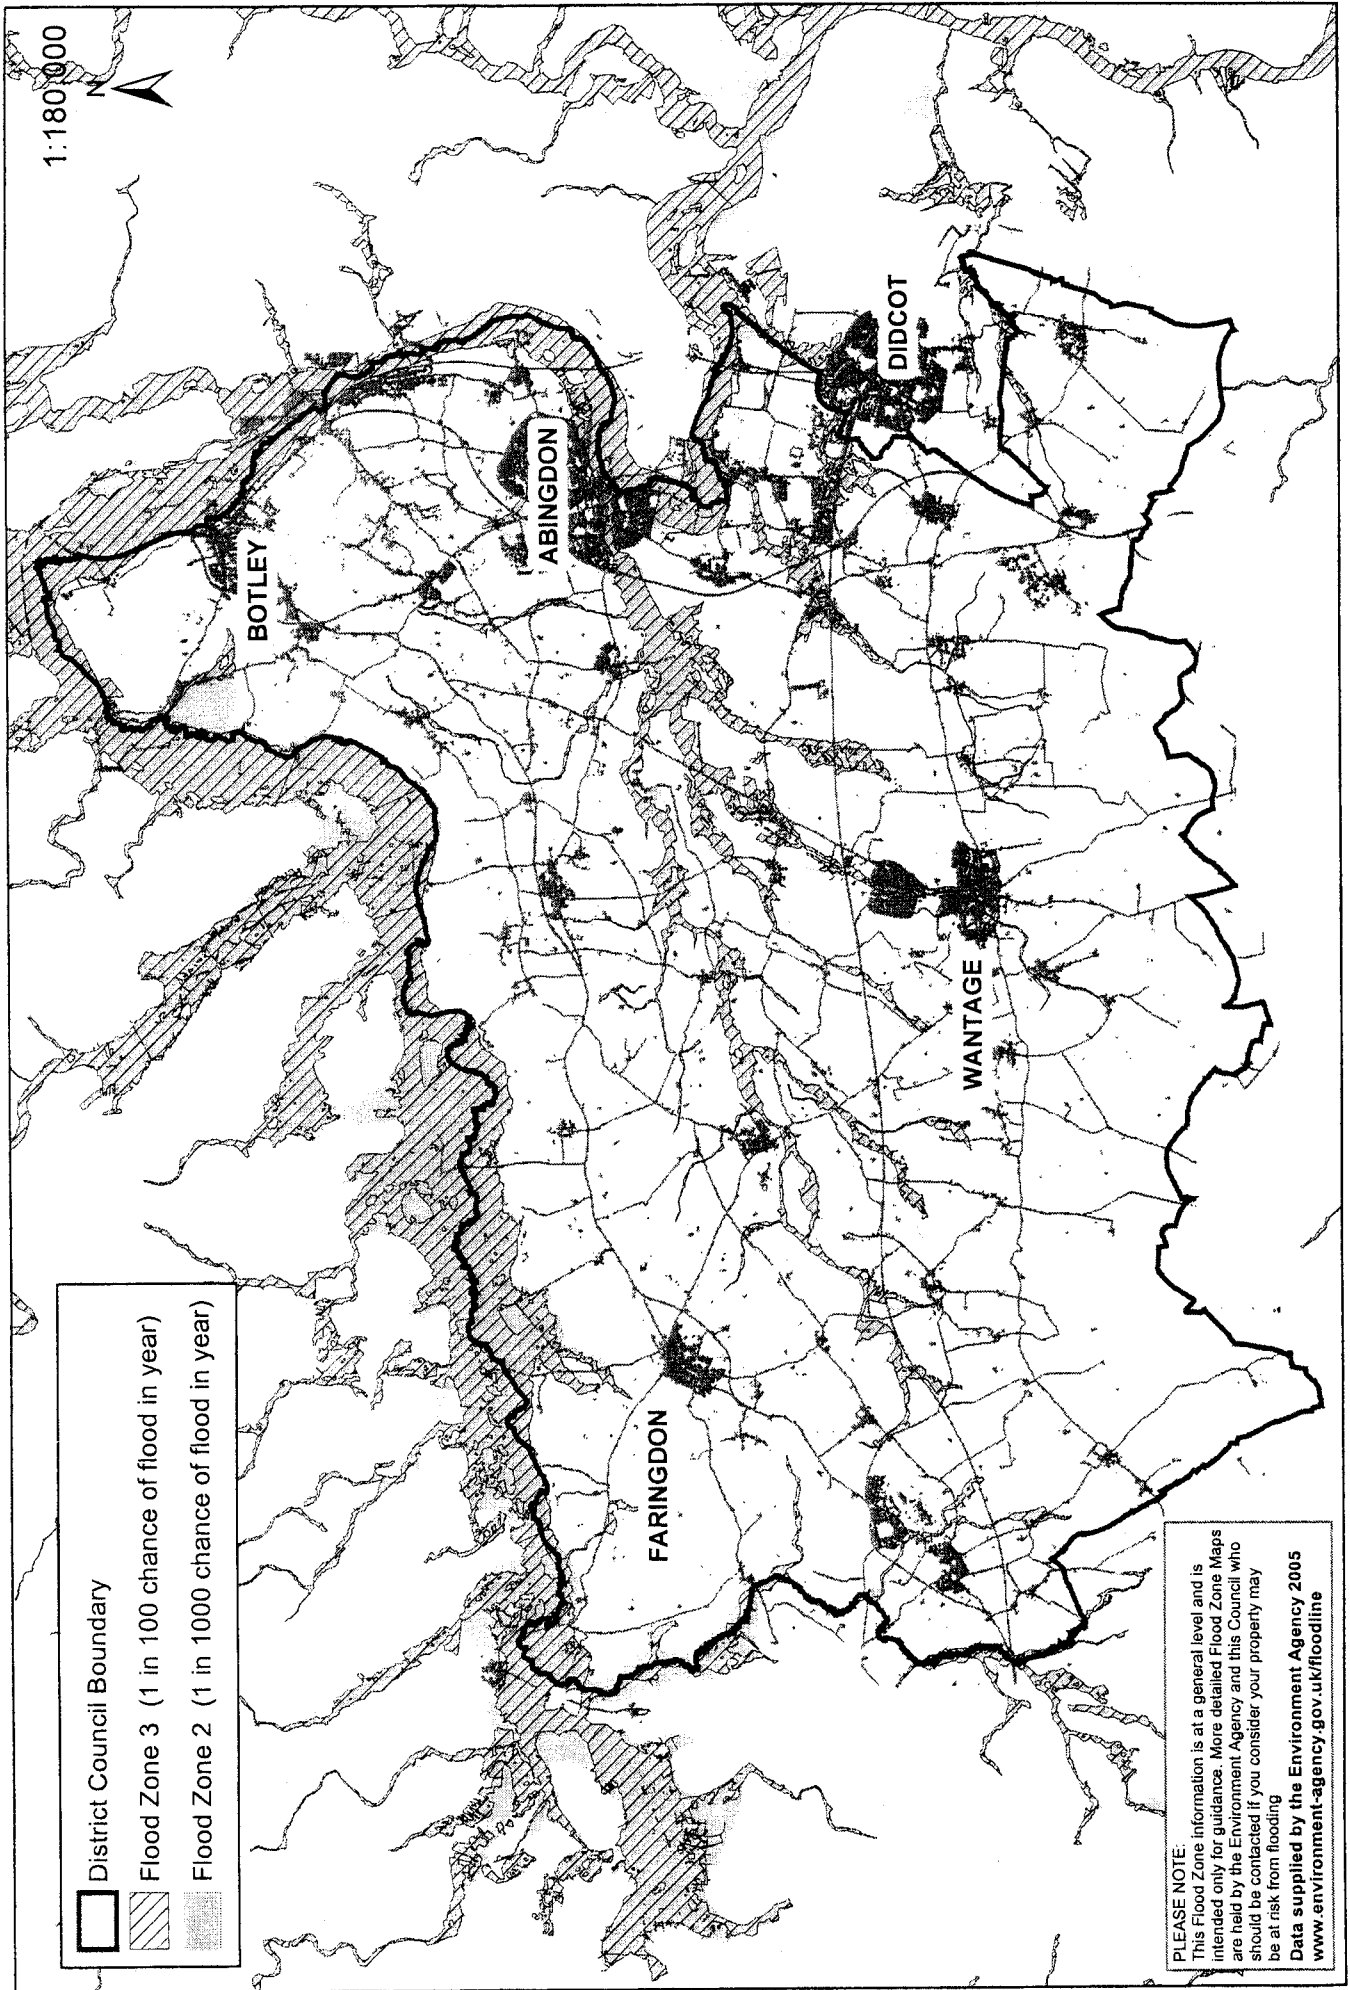 1:180,000
N
District Council Boundary
Flood Zone 3 (1 in 100 chance of flood in year)
Flood Zone 2 (1 in 1000 chance of flood in year)
BOTLEY
ABINGDON
DIDCOT
FARINGDON
WANTAGE
PLEASE NOTE:
This Flood Zone information is at a general level and is
intended only for guidance. More detailed Flood Zone Maps
are held by the Environment Agency and this Council who
should be contacted if you consider your property may
be at risk from flooding
Data supplied by the Environment Agency 2005
www.environment-agency.gov.uk/floodline